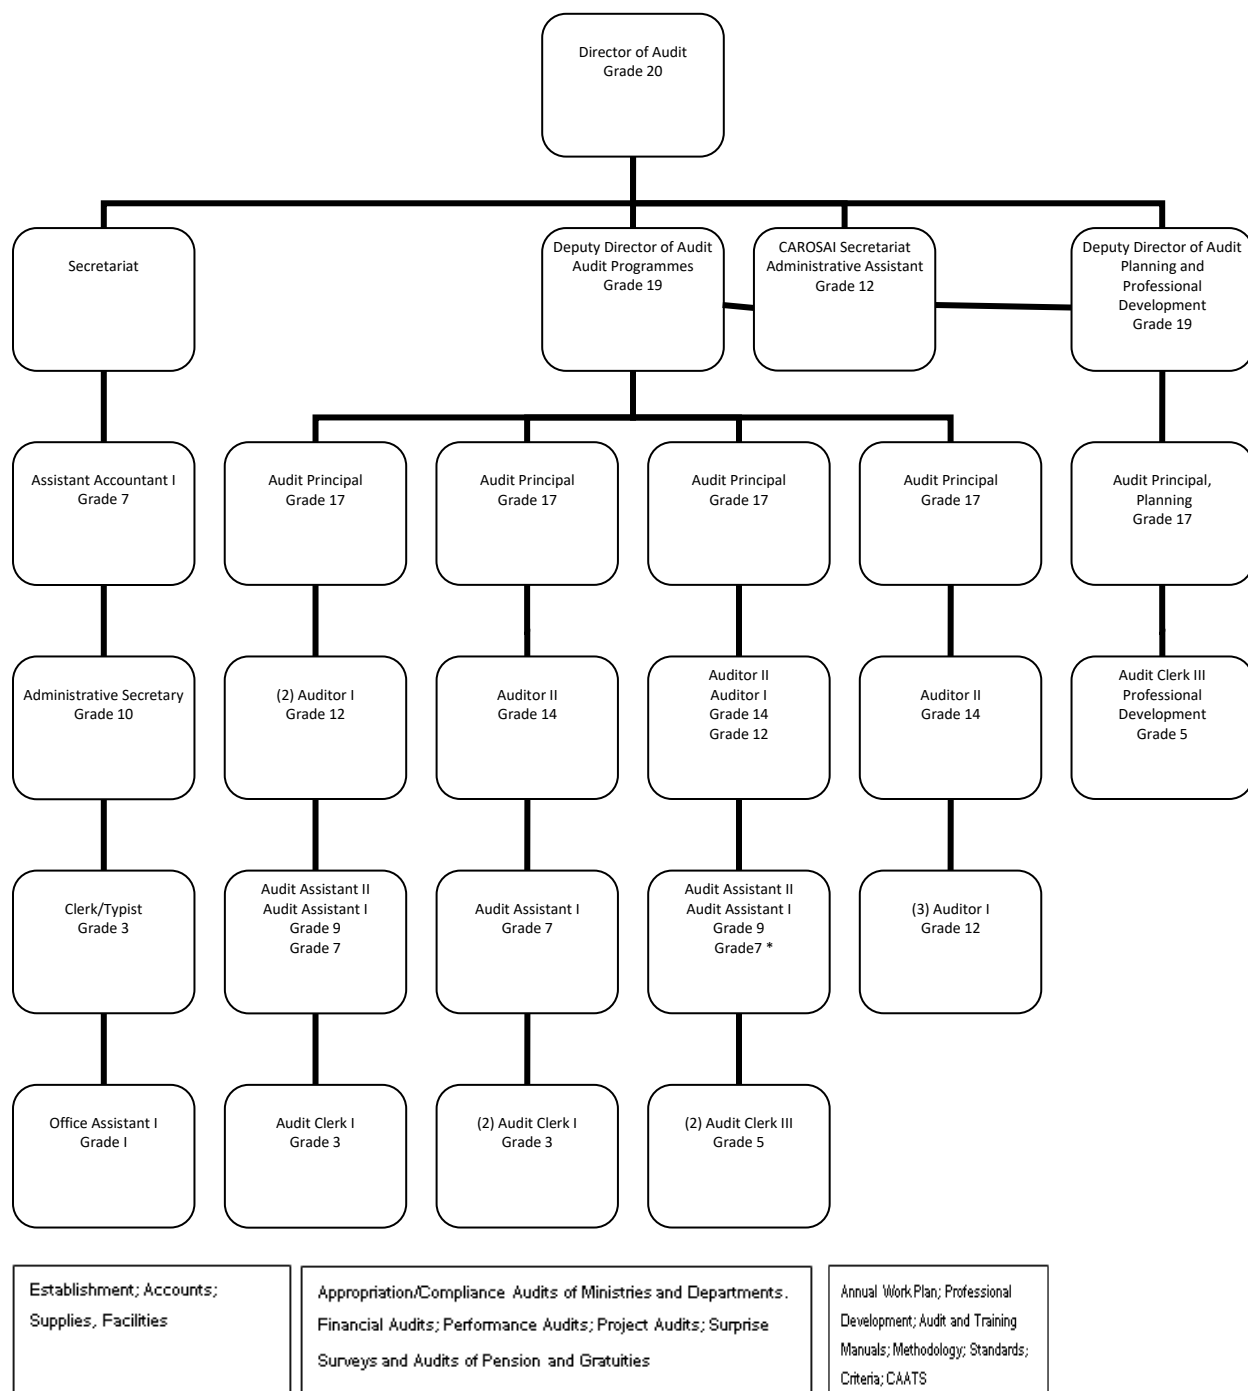 Director of Audit
Grade 20
Secretariat
Deputy Director of Audit
Audit Programmes
Grade 19
CAROSAI Secretariat
Administrative Assistant
Grade 12
Deputy Director of Audit
Planning and
Professional
Development
Grade 19
Assistant Accountant I
Grade 7
Audit Principal
Grade 17
Audit Principal
Grade 17
Audit Principal
Grade 17
Audit Principal
Grade 17
Audit Principal,
Planning
Grade 17
Administrative Secretary
Grade 10
(2) Auditor I
Grade 12
Auditor II
Grade 14
Auditor II
Auditor I
Grade 14
Grade 12
Auditor II
Grade 14
Audit Clerk III
Professional
Development
Grade 5
Clerk/Typist
Grade 3
Audit Assistant II
Audit Assistant I
Grade 9
Grade 7
Audit Assistant I
Grade 7
Audit Assistant II
Audit Assistant I
Grade 9
Grade7 *
(3) Auditor I
Grade 12
Office Assistant I
Grade I
Audit Clerk I
Grade 3
(2) Audit Clerk I
Grade 3
(2) Audit Clerk III
Grade 5
Establishment; Accounts;
Supplies, Facilities
Appropriation/Compliance Audits of Ministries and Departments.
Financial Audits; Performance Audits; Project Audits; Surprise
Surveys and Audits of Pension and Gratuities
Annual Work Plan; Professional
Development; Audit and Training
Manuals; Methodology; Standards;
Criteria; CAATS